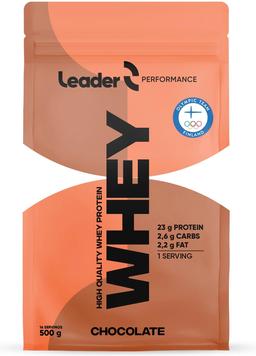 Leader PERFORMANCE
OLYMPIC TEAM
FINLAND
HIGH QUALITY WHEY PROTEIN
WHEY
23 g PROTEIN
2,6 g CARBS
2,2 g FAT
1 SERVING
16 SERVINGS
500 g
CHOCOLATE